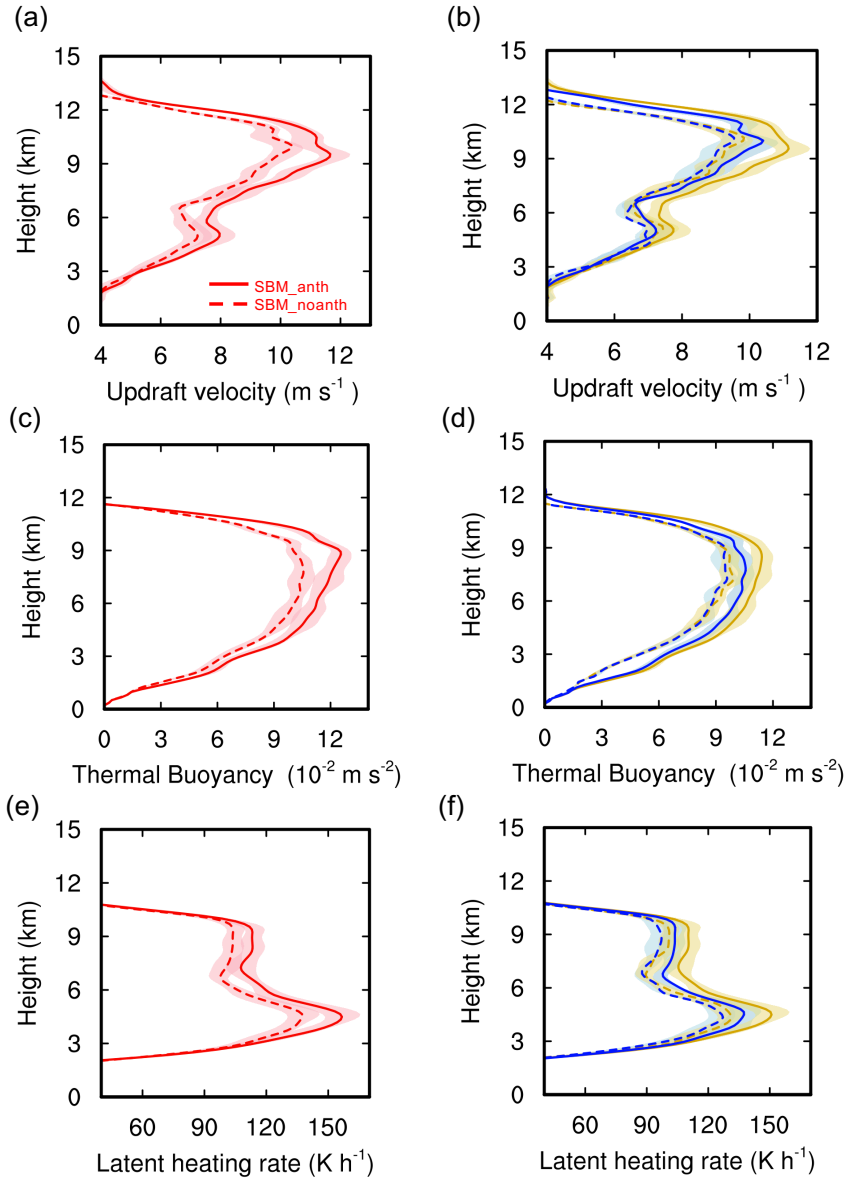 (a)
(b)
15
12
9
6
3
0
Height (km)
SBM_anth
SBM_noanth
4 6 8 10 12
Updraft velocity (m s⁻¹ )
15
12
9
6
3
0
Height (km)
4 6 8 10 12
Updraft velocity (m s⁻¹ )
(c)
(d)
15
12
9
6
3
0
Height (km)
0 3 6 9 12
Thermal Buoyancy (10⁻² m s⁻²)
15
12
9
6
3
0
Height (km)
0 3 6 9 12
Thermal Buoyancy (10⁻² m s⁻²)
(e)
(f)
15
12
9
6
3
0
Height (km)
60 90 120 150
Latent heating rate (K h⁻¹)
15
12
9
6
3
0
Height (km)
60 90 120 150
Latent heating rate (K h⁻¹)